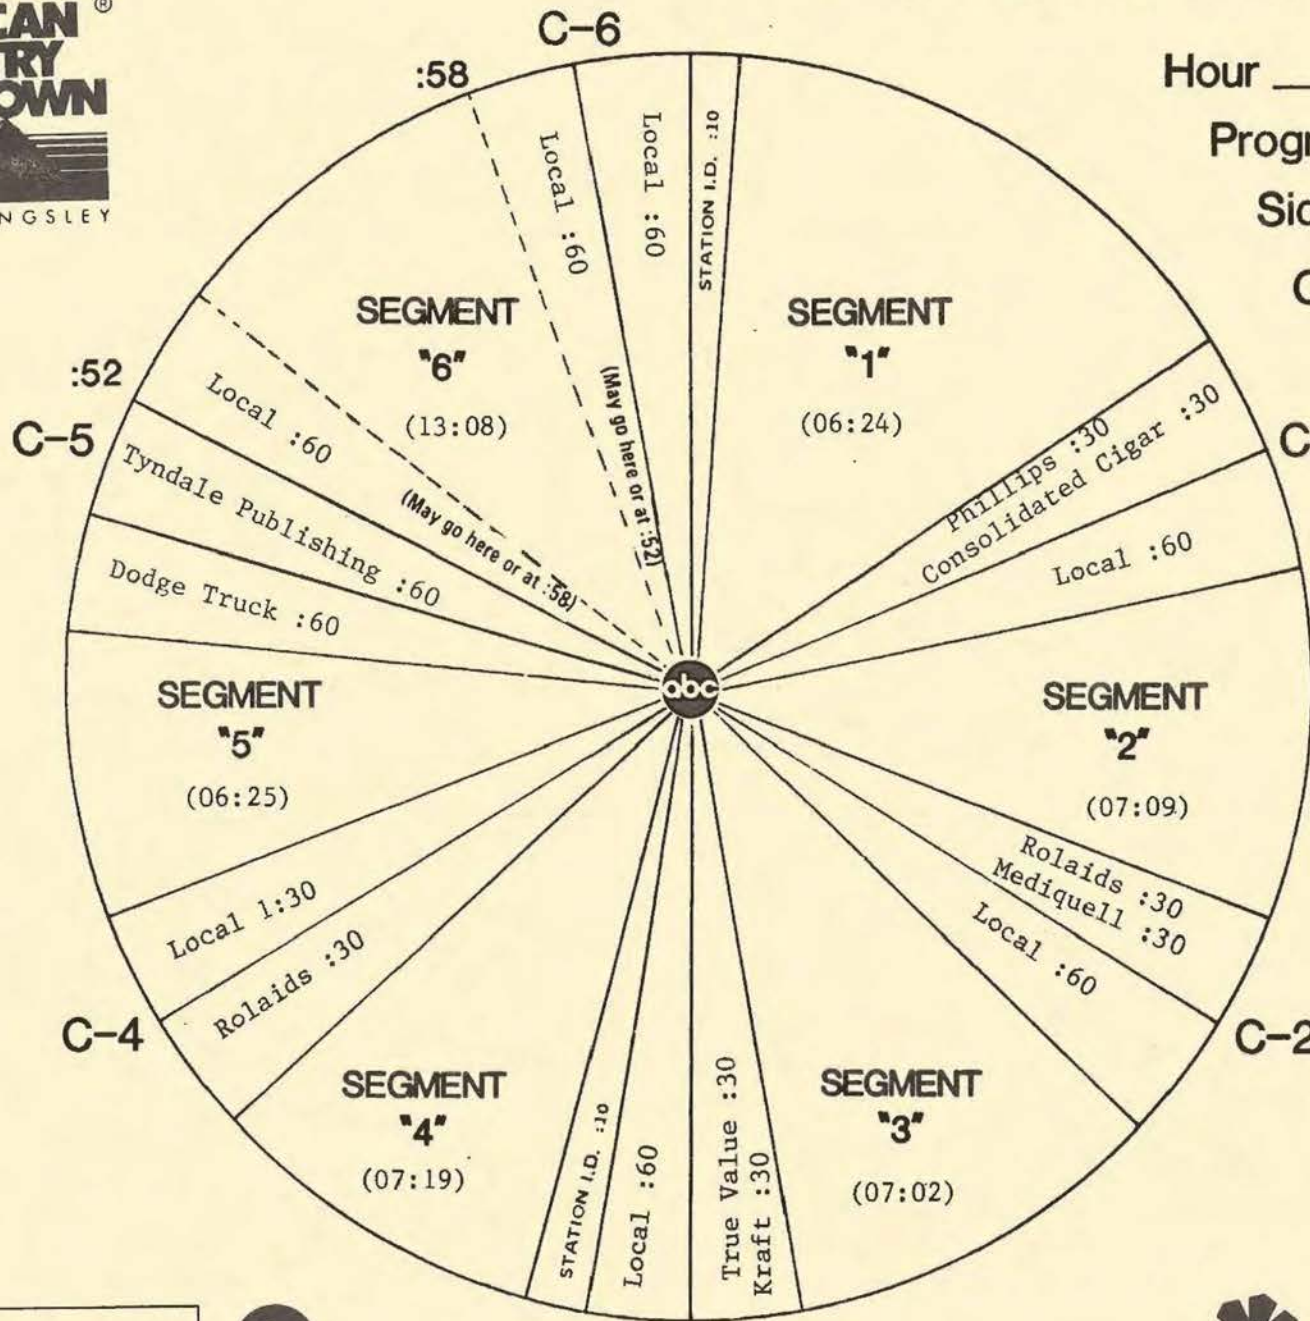 ®
C-6
:58
Hour
Local :60
Local :60
STATION I.D. :10
SEGMENT
"6"
(13:08)
(May go here or at :52)
SEGMENT
"1"
(06:24)
Phillips :30
Consolidated Cigar :30
Local :60
:52
C-5
Local :60
(May go here or at :58)
Tyndale Publishing :60
Dodge Truck :60
abc
SEGMENT
"5"
(06:25)
SEGMENT
"2"
(07:09)
Rolaids :30
Mediquell :30
Local :60
C-2
Local 1:30
Rolaids :30
C-4
SEGMENT
"4"
(07:19)
STATION I.D. :10
Local :60
True Value :30
Kraft :30
SEGMENT
"3"
(07:02)